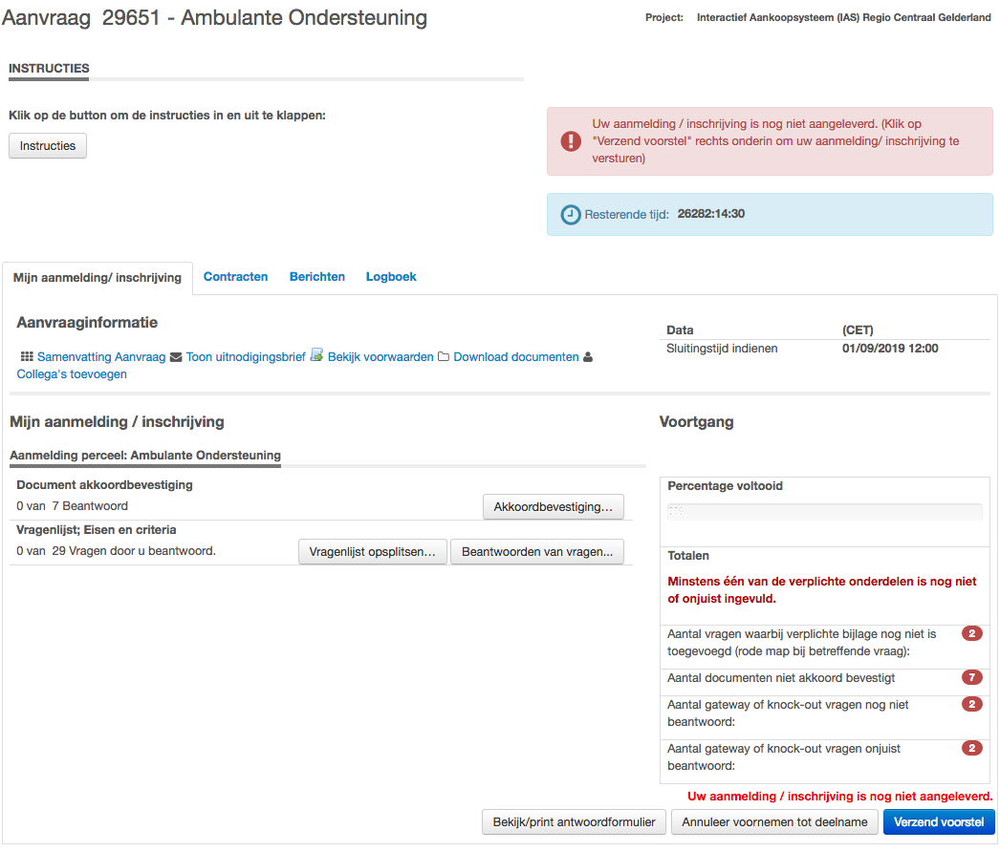 Aanvraag 29651 - Ambulante Ondersteuning
Project: Interactief Aankoopsysteem (IAS) Regio Centraal Gelderland
INSTRUCTIES
Klik op de button om de instructies in en uit te klappen:
Instructies
Uw aanmelding / inschrijving is nog niet aangeleverd. (Klik op
"Verzend voorstel" rechts onderin om uw aanmelding/ inschrijving te
versturen)
Resterende tijd: 26282:14:30
Mijn aanmelding/ inschrijving
Contracten
Berichten
Logboek
Aanvraaginformatie
Samenvatting Aanvraag Toon uitnodigingsbrief Bekijk voorwaarden Download documenten
Collega's toevoegen
Data (CET)
Sluitingstijd indienen 01/09/2019 12:00
Mijn aanmelding / inschrijving
Aanmelding perceel: Ambulante Ondersteuning
Document akkoordbevestiging
0 van 7 Beantwoord
Akkoordbevestiging...
Vragenlijst; Eisen en criteria
0 van 29 Vragen door u beantwoord.
Vragenlijst opsplitsen...
Beantwoorden van vragen...
Voortgang
Percentage voltooid
Totalen
Minstens één van de verplichte onderdelen is nog niet
of onjuist ingevuld.
Aantal vragen waarbij verplichte bijlage nog niet is 2
toegevoegd (rode map bij betreffende vraag):
Aantal documenten niet akkoord bevestigt 7
Aantal gateway of knock-out vragen nog niet 2
beantwoord:
Aantal gateway of knock-out vragen onjuist 2
beantwoord:
Uw aanmelding / inschrijving is nog niet aangeleverd.
Bekijk/print antwoordformulier
Annuleer voornemen tot deelname
Verzend voorstel